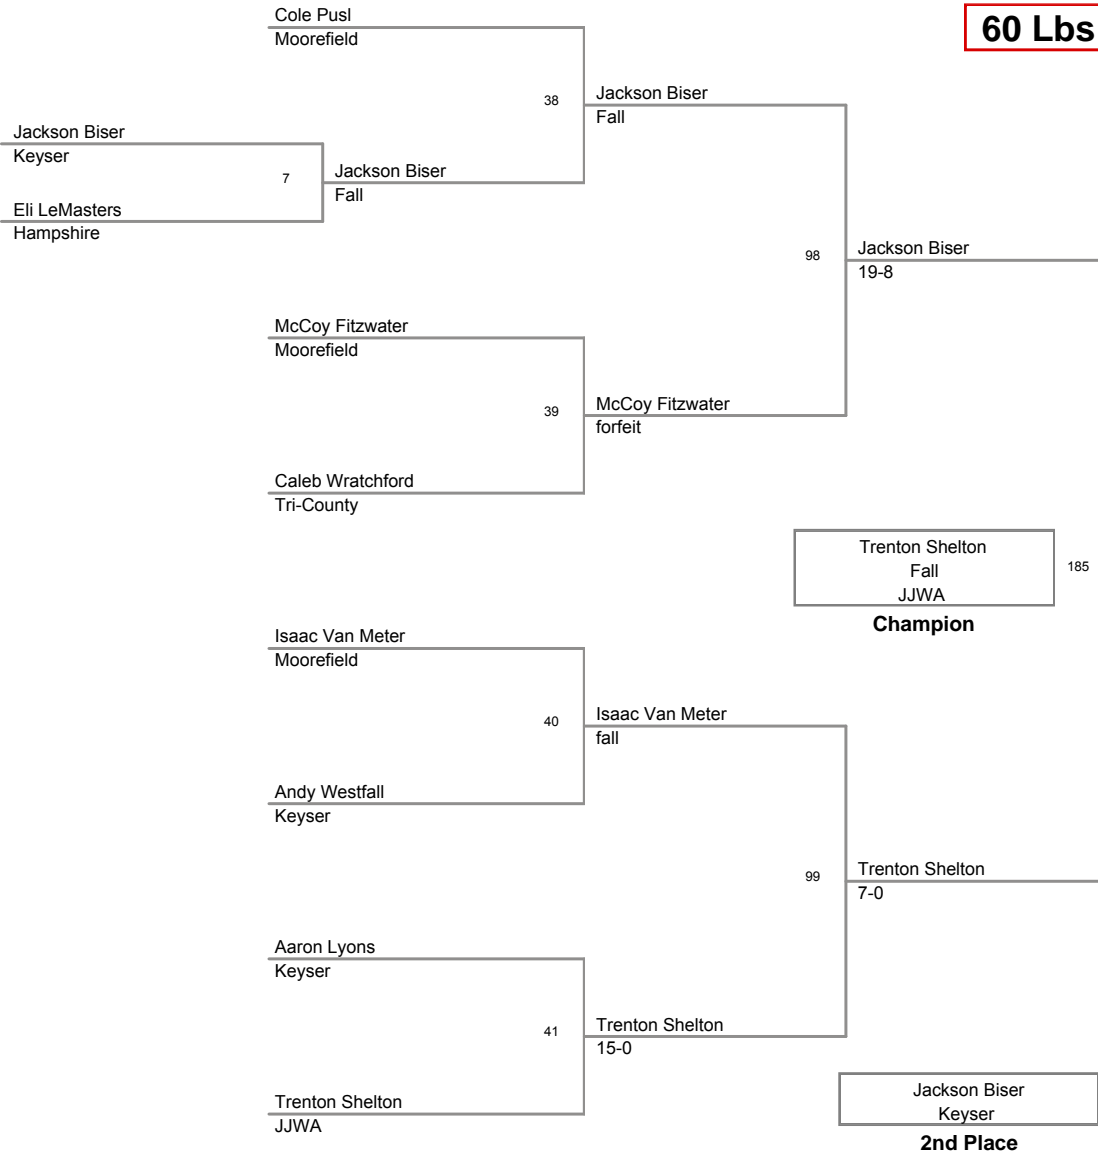 Cole Pusl
Moorefield
60 Lbs
38
Jackson Biser
Fall
Jackson Biser
Keyser
7
Jackson Biser
Fall
Eli LeMasters
Hampshire
98
Jackson Biser
19-8
McCoy Fitzwater
Moorefield
39
McCoy Fitzwater
forfeit
Caleb Wratchford
Tri-County
Trenton Shelton
Fall
JJWA
185
Champion
Isaac Van Meter
Moorefield
40
Isaac Van Meter
fall
Andy Westfall
Keyser
99
Trenton Shelton
7-0
Aaron Lyons
Keyser
41
Trenton Shelton
15-0
Trenton Shelton
JJWA
Jackson Biser
Keyser
2nd Place